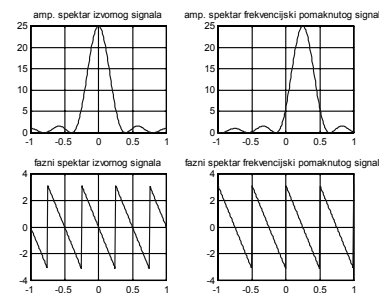 amp. spektar izvornog signala
amp. spektar frekvencijski pomaknutog signal
25
20
15
10
5
0
-1 -0.5 0 0.5 1
25
20
15
10
5
0
-1 -0.5 0 0.5 1
fazni spektar izvornog signala
fazni spektar frekvencijski pomaknutog signal
4
2
0
-2
-4
-1 -0.5 0 0.5 1
4
2
0
-2
-4
-1 -0.5 0 0.5 1